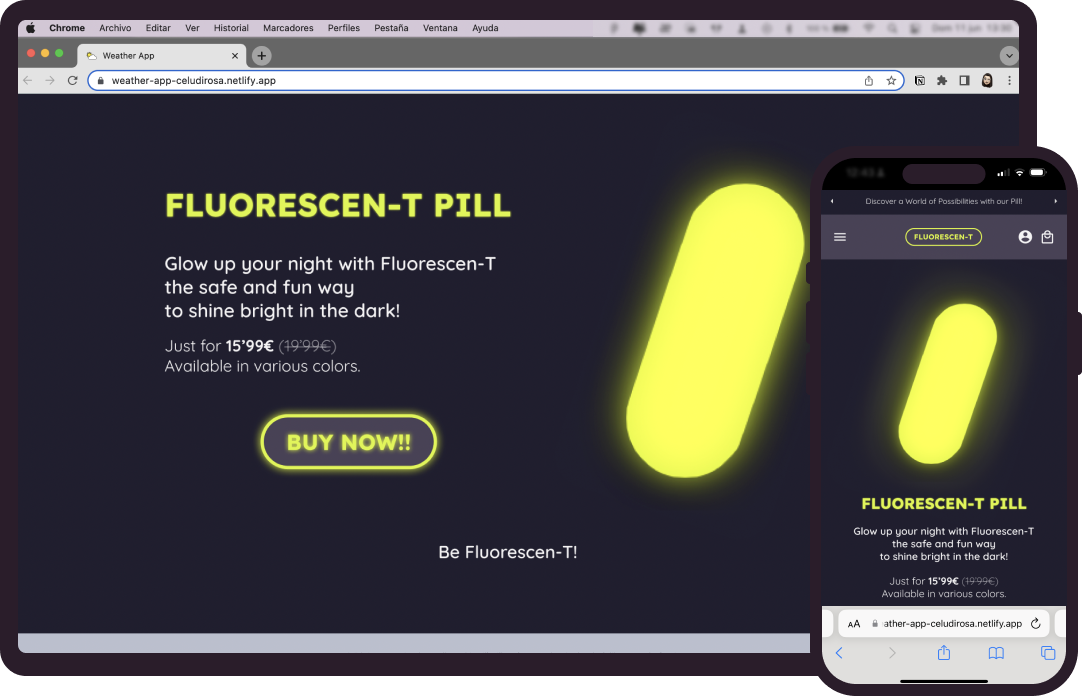 Chrome Archivo Editar Ver Historial Marcadores Perfiles Pestaña Ventana Ayuda
Weather App
weather-app-celudirosa.netlify.app
FLUORESCEN-T PILL
Glow up your night with Fluorescen-T
the safe and fun way
to shine bright in the dark!
Just for 15'99€ (19'99€)
Available in various colors.
BUY NOW!!
Be Fluorescen-T!
Discover a World of Possibilities with our Pill!
FLUORESCEN-T
FLUORESCEN-T PILL
Glow up your night with Fluorescen-T
the safe and fun way
to shine bright in the dark!
Just for 15'99€ (19'99€)
Available in various colors.
AA ather-app-celudirosa.netlify.app